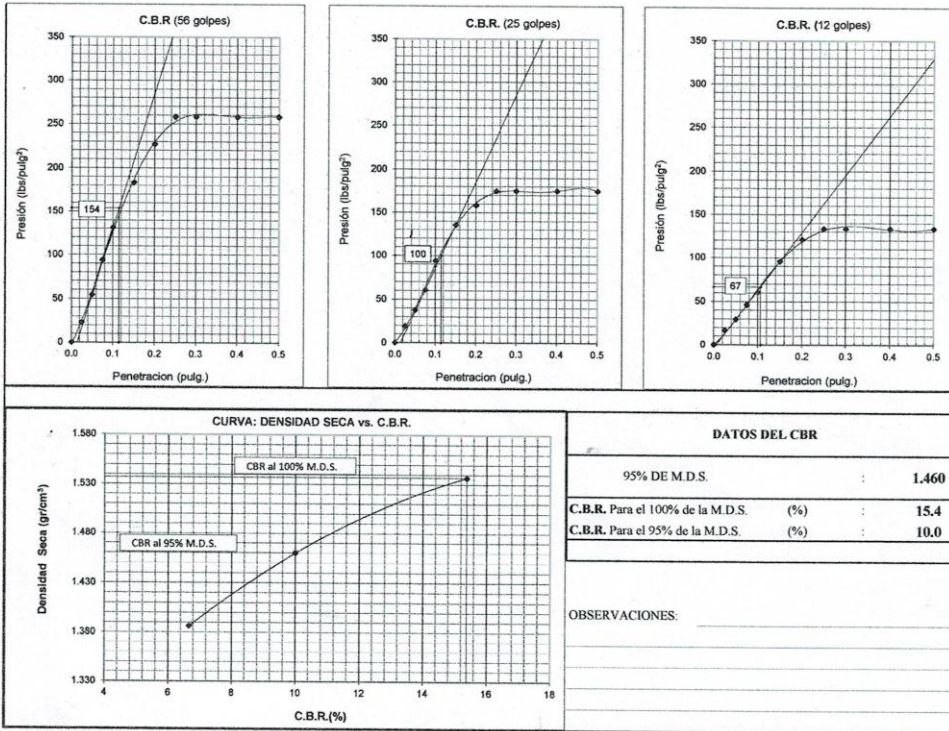 C.B.R (56 golpes)
350
300
250
200
150
100
50
0
154
Presión (lbs/pulg²)
0.0 0.1 0.2 0.3 0.4 0.5
Penetracion (pulg.)
C.B.R. (25 golpes)
350
300
250
200
150
100
50
0
100
Presión (lbs/pulg²)
0.0 0.1 0.2 0.3 0.4 0.5
Penetracion (pulg.)
C.B.R. (12 golpes)
350
300
250
200
150
100
50
0
67
Presión (lbs/pulg²)
0.0 0.1 0.2 0.3 0.4 0.5
Penetracion (pulg.)
CURVA: DENSIDAD SECA vs. C.B.R.
1.580
1.530
1.480
1.430
1.380
1.330
CBR al 100% M.D.S.
CBR al 95% M.D.S.
Densidad Seca (gr/cm³)
4 6 8 10 12 14 16 18
C.B.R.(%)
DATOS DEL CBR
95% DE M.D.S. : 1.460
C.B.R. Para el 100% de la M.D.S. (%) : 15.4
C.B.R. Para el 95% de la M.D.S. (%) : 10.0
OBSERVACIONES: